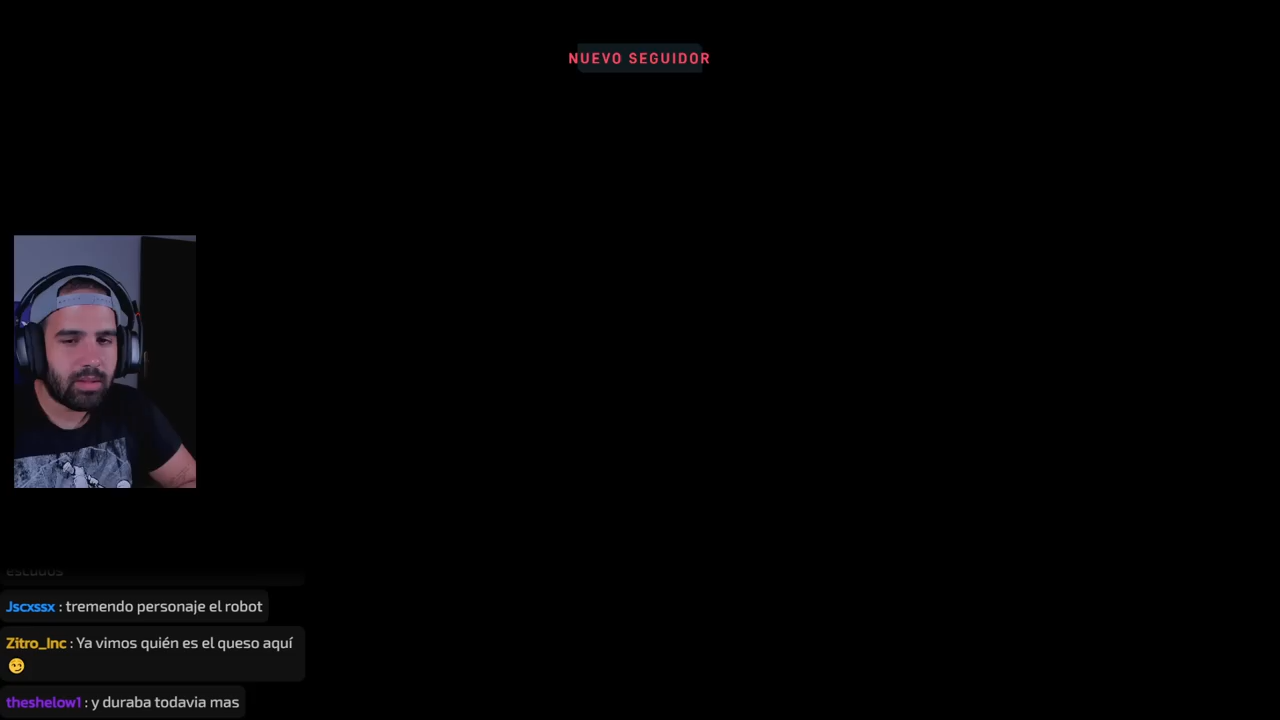 NUEVO SEGUIDOR
Jscxssx : tremendo personaje el robot
Zitro_Inc : Ya vimos quién es el queso aquí
😏
theshelow1 : y duraba todavia mas